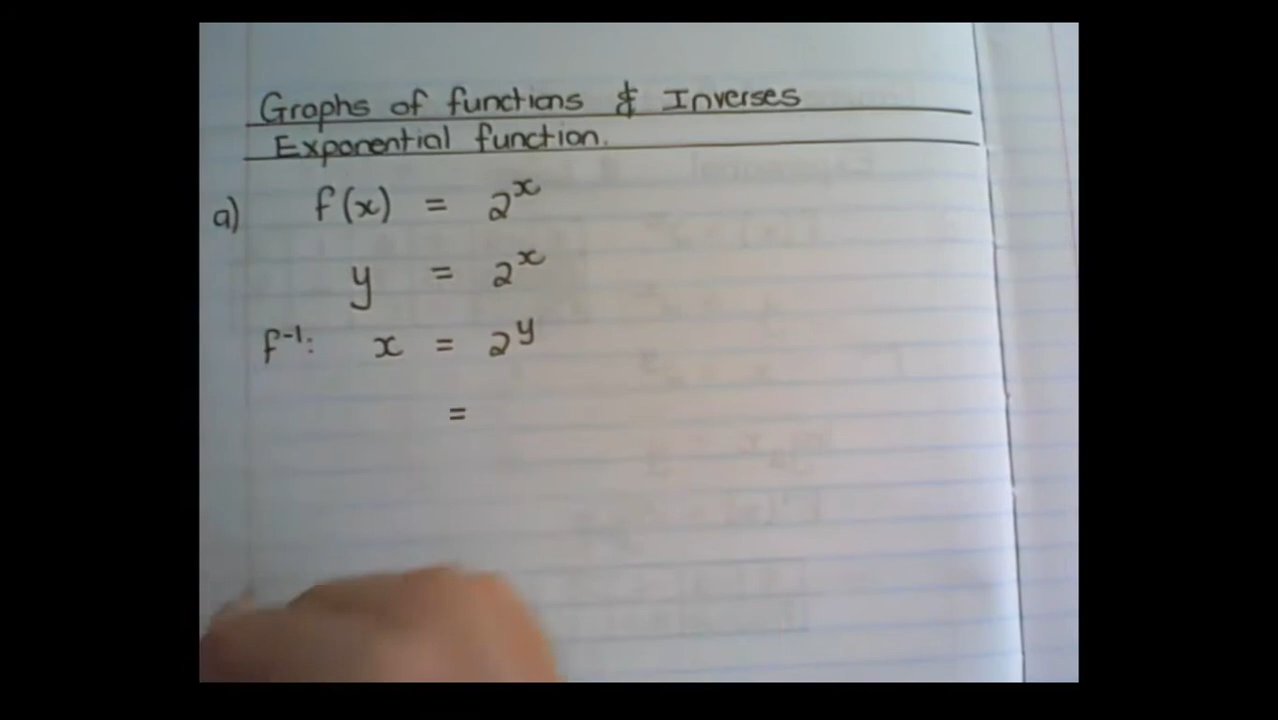 Graphs of functions & Inverses
Exponential function.
a) f(x) = 2^x
y = 2^x
f^-1: x = 2^y
=